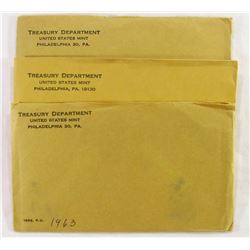 TREASURY DEPARTMENT
UNITED STATES MINT
PHILADELPHIA 30, PA.
TREASURY DEPARTMENT
UNITED STATES MINT
PHILADELPHIA, PA. 19130
TREASURY DEPARTMENT
UNITED STATES MINT
PHILADELPHIA 30, PA.
1963